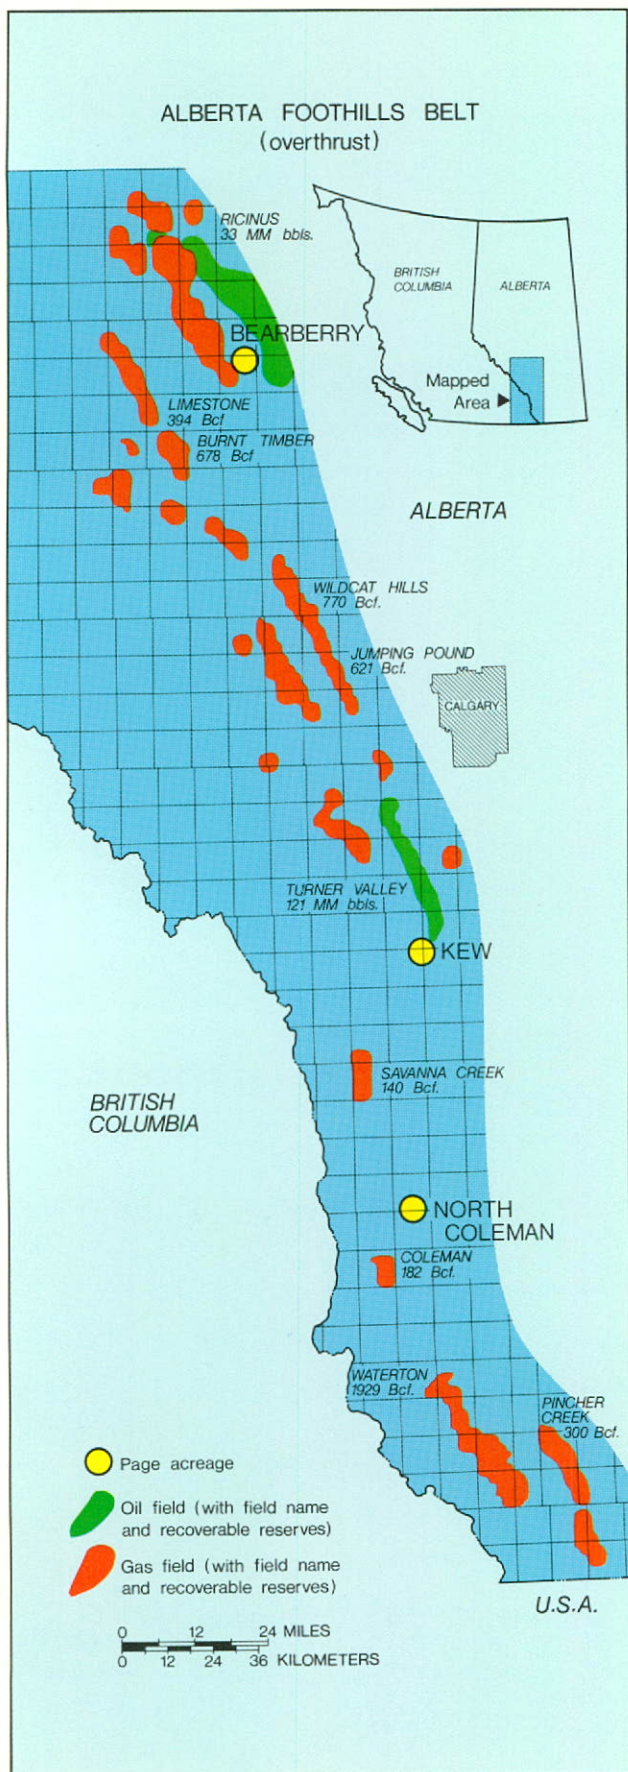 ALBERTA FOOTHILLS BELT
(overthrust)
RICINUS
33 MM bbls.
BRITISH
COLUMBIA
ALBERTA
BEARBERRY
Mapped
Area
LIMESTONE
394 Bcf
BURNT TIMBER
678 Bcf
ALBERTA
WILDCAT HILLS
770 Bcf.
JUMPING POUND
621 Bcf.
CALGARY
TURNER VALLEY
121 MM bbls.
KEW
SAVANNA CREEK
140 Bcf.
BRITISH
COLUMBIA
NORTH
COLEMAN
COLEMAN
182 Bcf.
WATERTON
1929 Bcf.
PINCHER
CREEK
300 Bcf.
Page acreage
Oil field (with field name
and recoverable reserves)
Gas field (with field name
and recoverable reserves)
U.S.A.
0 12 24 MILES
0 12 24 36 KILOMETERS